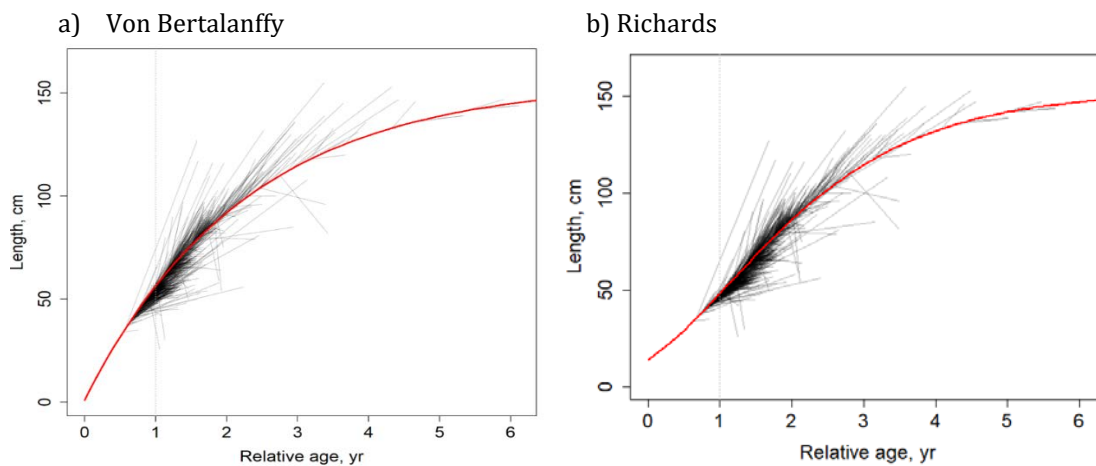 a) Von Bertalanffy
b) Richards
Length, cm
150
100
50
0
0 1 2 3 4 5 6
Relative age, yr
Length, cm
150
100
50
0
0 1 2 3 4 5 6
Relative age, yr